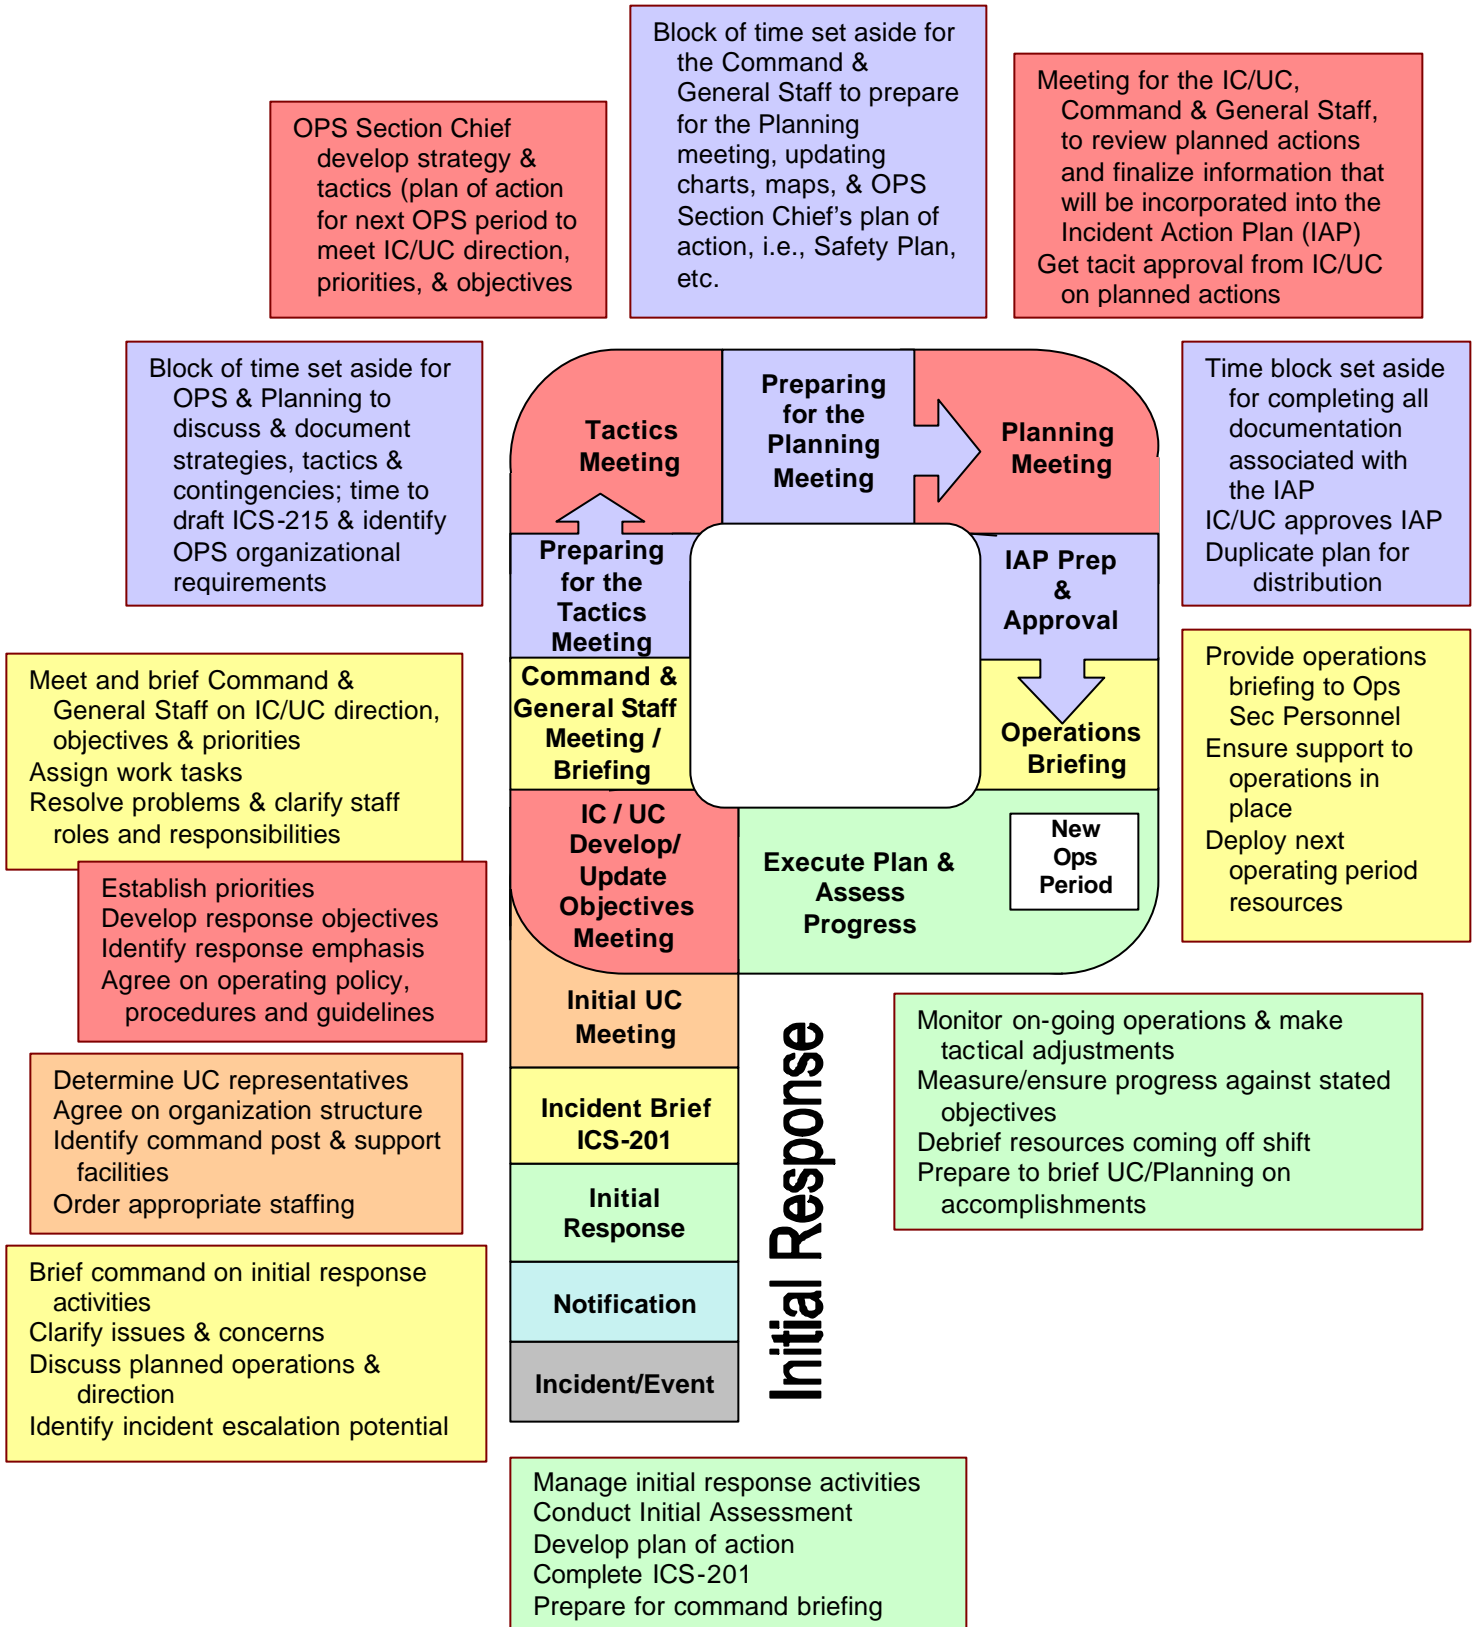 Block of time set aside for
the Command &
General Staff to prepare
for the Planning
meeting, updating
charts, maps, & OPS
Section Chief's plan of
action, i.e., Safety Plan,
etc.
Meeting for the IC/UC,
Command & General Staff,
to review planned actions
and finalize information that
will be incorporated into the
Incident Action Plan (IAP)
Get tacit approval from IC/UC
on planned actions
OPS Section Chief
develop strategy &
tactics (plan of action
for next OPS period to
meet IC/UC direction,
priorities, & objectives
Block of time set aside for
OPS & Planning to
discuss & document
strategies, tactics &
contingencies; time to
draft ICS-215 & identify
OPS organizational
requirements
Tactics
Meeting
Preparing
for the
Planning
Meeting
Planning
Meeting
Time block set aside
for completing all
documentation
associated with
the IAP
IC/UC approves IAP
Duplicate plan for
distribution
Preparing
for the
Tactics
Meeting
IAP Prep
&
Approval
Meet and brief Command &
General Staff on IC/UC direction,
objectives & priorities
Assign work tasks
Resolve problems & clarify staff
roles and responsibilities
Command &
General Staff
Meeting /
Briefing
Operations
Briefing
Provide operations
briefing to Ops
Sec Personnel
Ensure support to
operations in
place
Deploy next
operating period
resources
Establish priorities
Develop response objectives
Identify response emphasis
Agree on operating policy,
procedures and guidelines
IC / UC
Develop/
Update
Objectives
Meeting
Execute Plan &
Assess
Progress
New
Ops
Period
Initial UC
Meeting
Determine UC representatives
Agree on organization structure
Identify command post & support
facilities
Order appropriate staffing
Incident Brief
ICS-201
Initial Response
Monitor on-going operations & make
tactical adjustments
Measure/ensure progress against stated
objectives
Debrief resources coming off shift
Prepare to brief UC/Planning on
accomplishments
Initial
Response
Brief command on initial response
activities
Clarify issues & concerns
Discuss planned operations &
direction
Identify incident escalation potential
Notification
Incident/Event
Manage initial response activities
Conduct Initial Assessment
Develop plan of action
Complete ICS-201
Prepare for command briefing